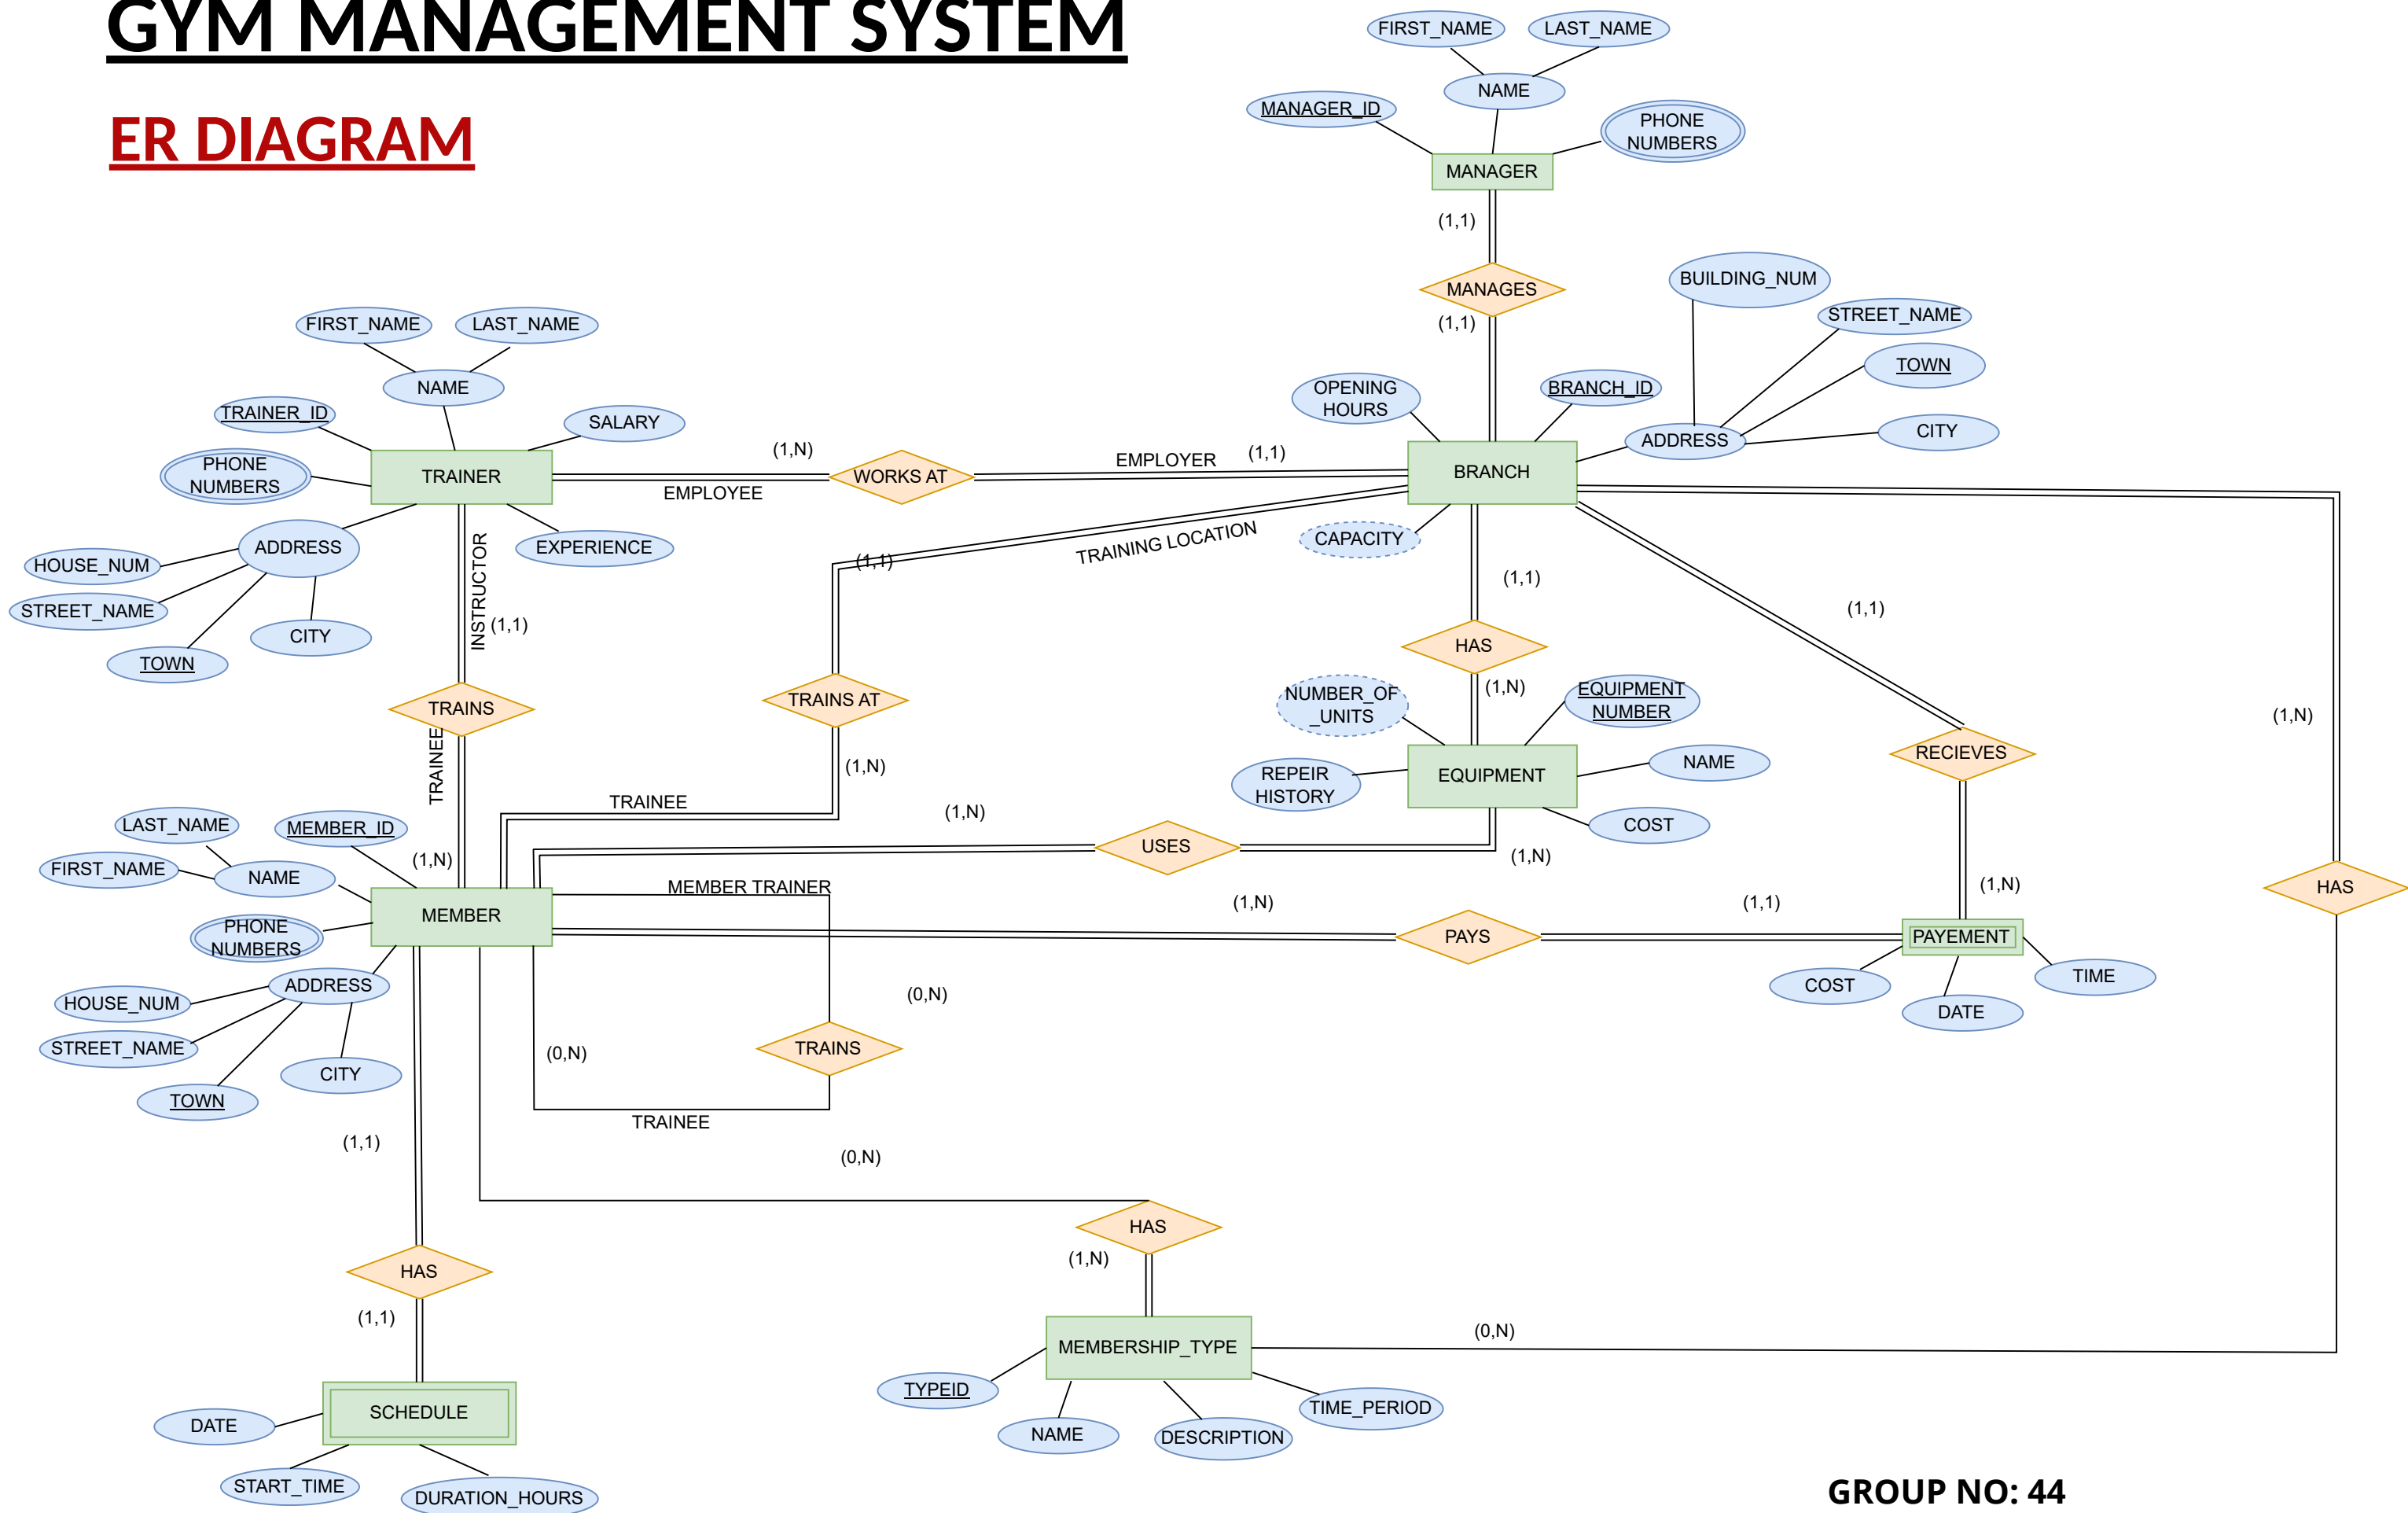 GYM MANAGEMENT SYSTEM
ER DIAGRAM
FIRST_NAME
LAST_NAME
NAME
MANAGER_ID
PHONE
NUMBERS
MANAGER
(1,1)
MANAGES
(1,1)
BUILDING_NUM
STREET_NAME
TOWN
CITY
ADDRESS
OPENING
HOURS
BRANCH_ID
BRANCH
CAPACITY
FIRST_NAME
LAST_NAME
NAME
TRAINER_ID
SALARY
PHONE
NUMBERS
TRAINER
(1,N)
EMPLOYEE
WORKS AT
EMPLOYER
(1,1)
ADDRESS
EXPERIENCE
HOUSE_NUM
STREET_NAME
CITY
TOWN
INSTRUCTOR
(1,1)
TRAINS
TRAINEE
(1,N)
(1,1)
TRAINING LOCATION
TRAINS AT
(1,N)
TRAINEE
(1,1)
HAS
(1,N)
NUMBER_OF
_UNITS
EQUIPMENT
NUMBER
REPEIR
HISTORY
EQUIPMENT
NAME
COST
(1,1)
RECIEVES
(1,N)
(1,N)
HAS
(1,N)
USES
(1,N)
LAST_NAME
MEMBER_ID
FIRST_NAME
NAME
MEMBER
PHONE
NUMBERS
ADDRESS
HOUSE_NUM
STREET_NAME
CITY
TOWN
MEMBER TRAINER
(1,N)
PAYS
(1,1)
PAYEMENT
COST
DATE
TIME
(0,N)
(0,N)
TRAINS
TRAINEE
(1,1)
(0,N)
HAS
(1,N)
HAS
(1,1)
MEMBERSHIP_TYPE
(0,N)
TYPEID
NAME
DESCRIPTION
TIME_PERIOD
SCHEDULE
DATE
START_TIME
DURATION_HOURS
GROUP NO: 44